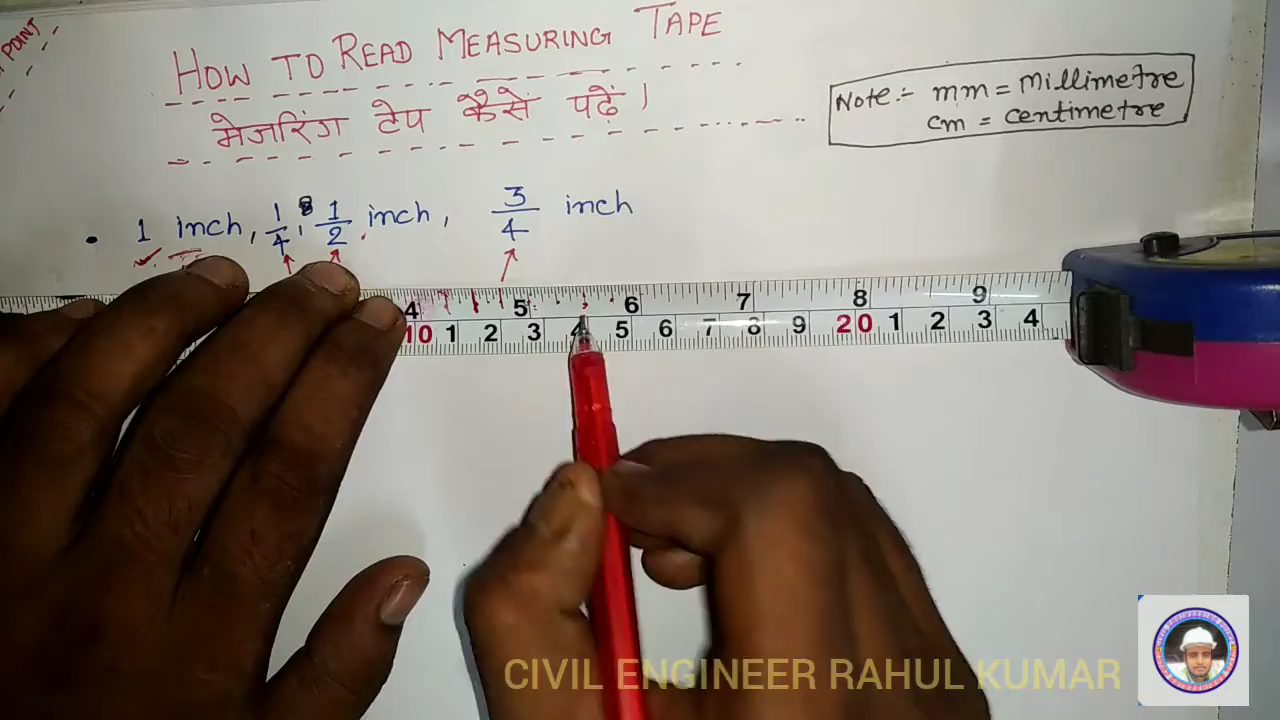 POINT
HOW TO READ MEASURING TAPE
मेजरिंग टेप कैसे पढ़ें ।
Note:- mm = Millimetre
cm = centimetre
• 1 inch, 1/4, 1/2 inch, 3/4 inch
4 5 6 7 8 9
10 1 2 3 4 5 6 7 8 9 20 1 2 3 4
CIVIL ENGINEER RAHUL KUMAR